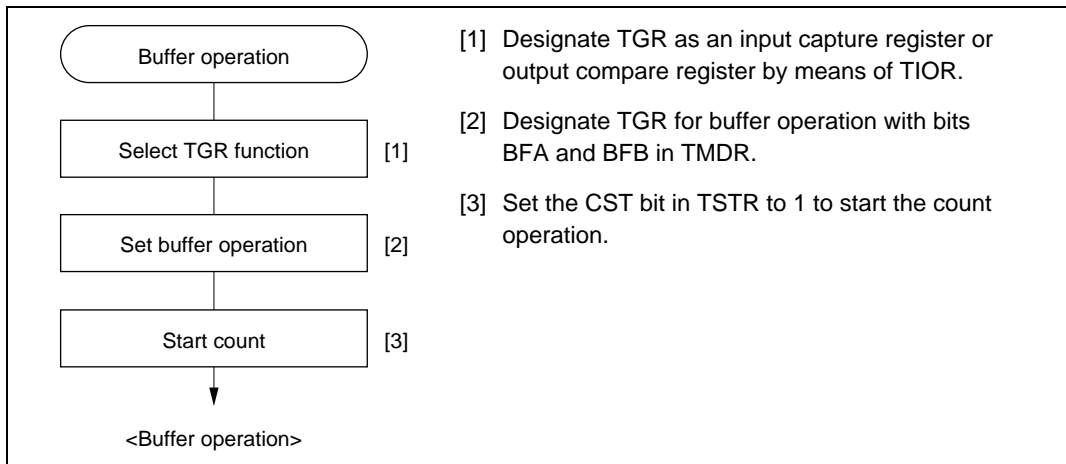 Buffer operation
Select TGR function
[1]
Set buffer operation
[2]
Start count
[3]
<Buffer operation>
[1] Designate TGR as an input capture register or
output compare register by means of TIOR.
[2] Designate TGR for buffer operation with bits
BFA and BFB in TMDR.
[3] Set the CST bit in TSTR to 1 to start the count
operation.